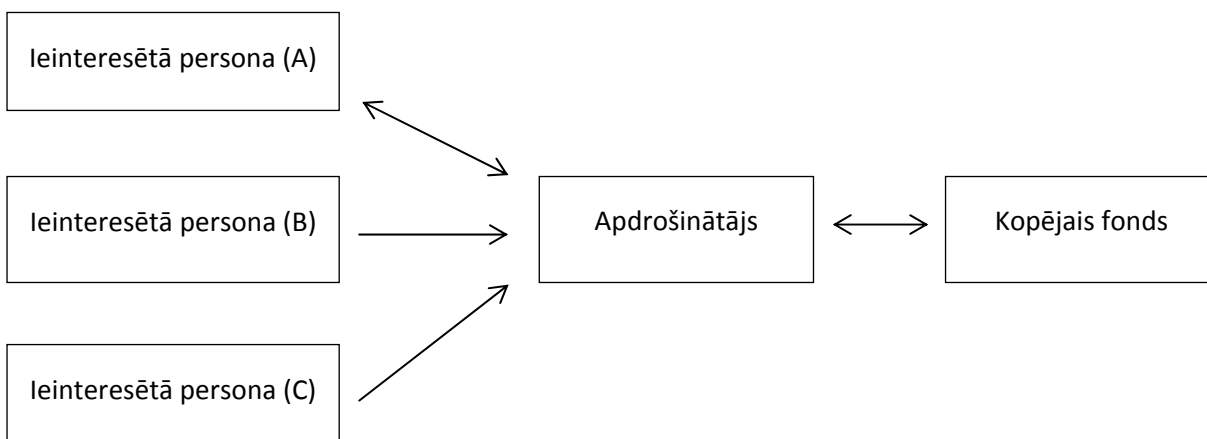 Ieinteresētā persona (A)
Ieinteresētā persona (B)
Apdrošinātājs
Kopējais fonds
Ieinteresētā persona (C)